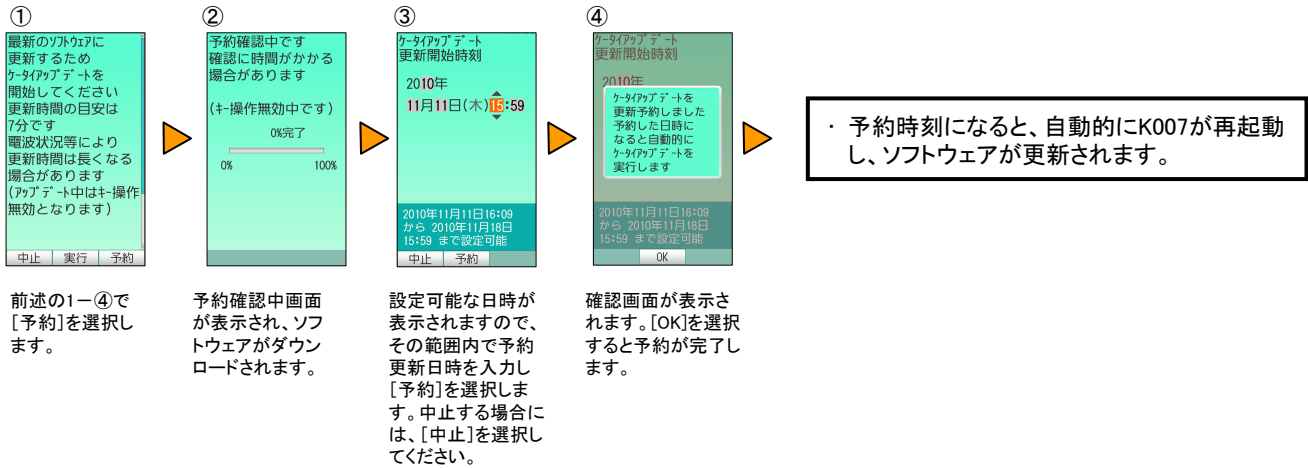 ①
最新のｿﾌﾄｳｪｱに
更新するため
ｹｰﾀｲｱｯﾌﾟﾃﾞｰﾄを
開始してください
更新時間の目安は
7分です
電波状況等により
更新時間は長くなる
場合があります
(ｱｯﾌﾟﾃﾞｰﾄ中はｷｰ操作
無効となります)
中止 実行 予約
前述の1－④で
［予約］を選択し
ます。
②
予約確認中です
確認に時間がかかる
場合があります
(ｷｰ操作無効中です)
0%完了
0% 100%
予約確認中画面
が表示され、ソフ
トウェアがダウン
ロードされます。
③
ｹｰﾀｲｱｯﾌﾟﾃﾞｰﾄ
更新開始時刻
2010年
11月11日(木)15:59
2010年11月11日16:09
から 2010年11月18日
15:59 まで設定可能
中止 予約
設定可能な日時が
表示されますので、
その範囲内で予約
更新日時を入力し
［予約］を選択しま
す。中止する場合に
は、［中止］を選択し
てください。
④
ｹｰﾀｲｱｯﾌﾟﾃﾞｰﾄ
更新開始時刻
2010年
ｹｰﾀｲｱｯﾌﾟﾃﾞｰﾄを
更新予約しました
予約した日時に
なると自動的に
ｹｰﾀｲｱｯﾌﾟﾃﾞｰﾄを
実行します
2010年11月11日16:09
から 2010年11月18日
15:59 まで設定可能
OK
確認画面が表示さ
れます。［OK］を選択
すると予約が完了し
ます。
・ 予約時刻になると、自動的にK007が再起動
し、ソフトウェアが更新されます。